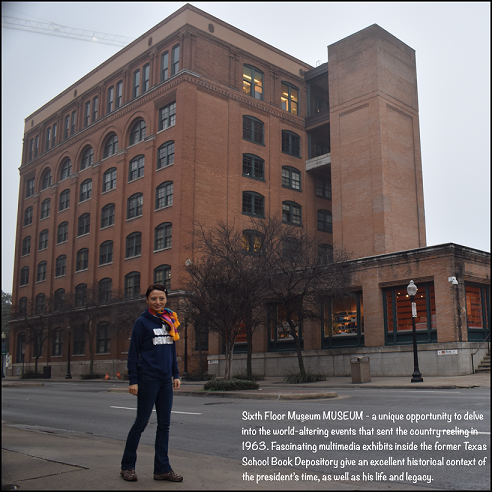 Sixth Floor Museum MUSEUM - a unique opportunity to delve
into the world-altering events that sent the country reeling in
1963. Fascinating multimedia exhibits inside the former Texas
School Book Depository give an excellent historical context of
the president's time, as well as his life and legacy.